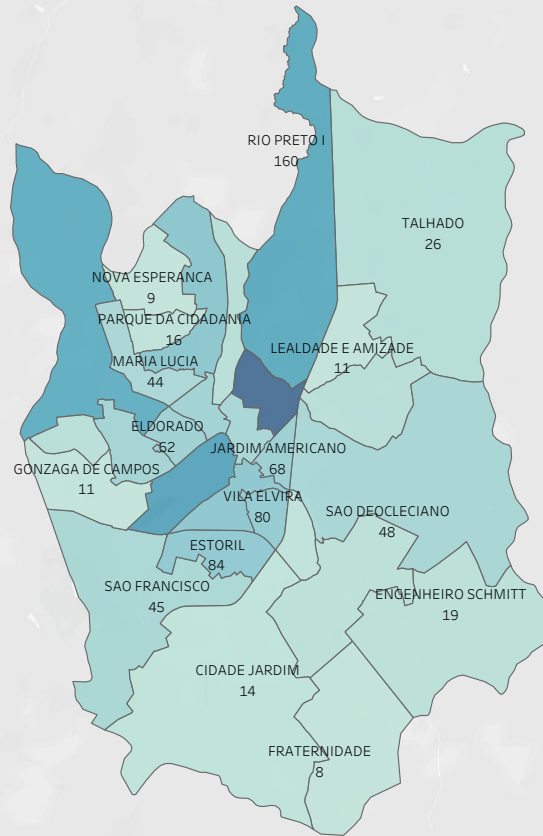 RIO PRETO I
160
TALHADO
26
NOVA ESPERANCA
9
PARQUE DA CIDADANIA
16
LEALDADE E AMIZADE
11
MARIA LUCIA
44
ELDORADO
62
JARDIM AMERICANO
68
GONZAGA DE CAMPOS
11
VILA ELVIRA
80
SAO DEOCLECIANO
48
ESTORIL
84
SAO FRANCISCO
45
ENGENHEIRO SCHMITT
19
CIDADE JARDIM
14
FRATERNIDADE
8